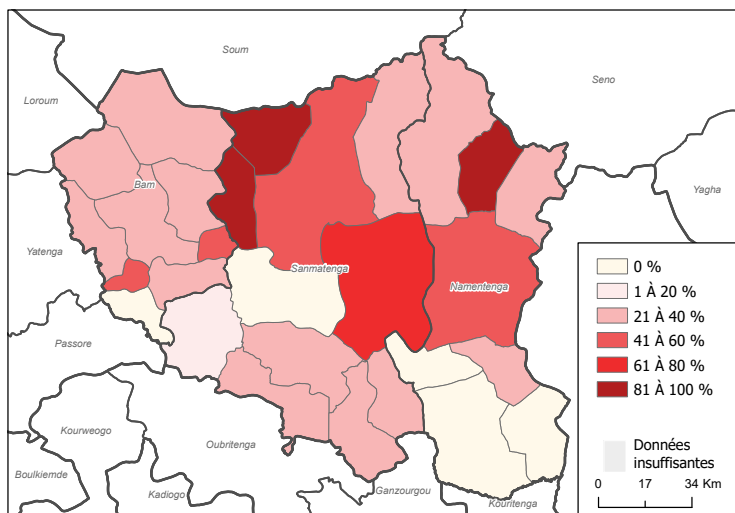 Soum
Seno
Loroum
Bam
Yagha
Yatenga
Sanmatenga
Namentenga
Passore
Kourweogo
Oubritenga
Boulkiemde
Kadiogo
Ganzourgou
Kouritenga
0 %
1 À 20 %
21 À 40 %
41 À 60 %
61 À 80 %
81 À 100 %
Données
insuffisantes
0 17 34 Km